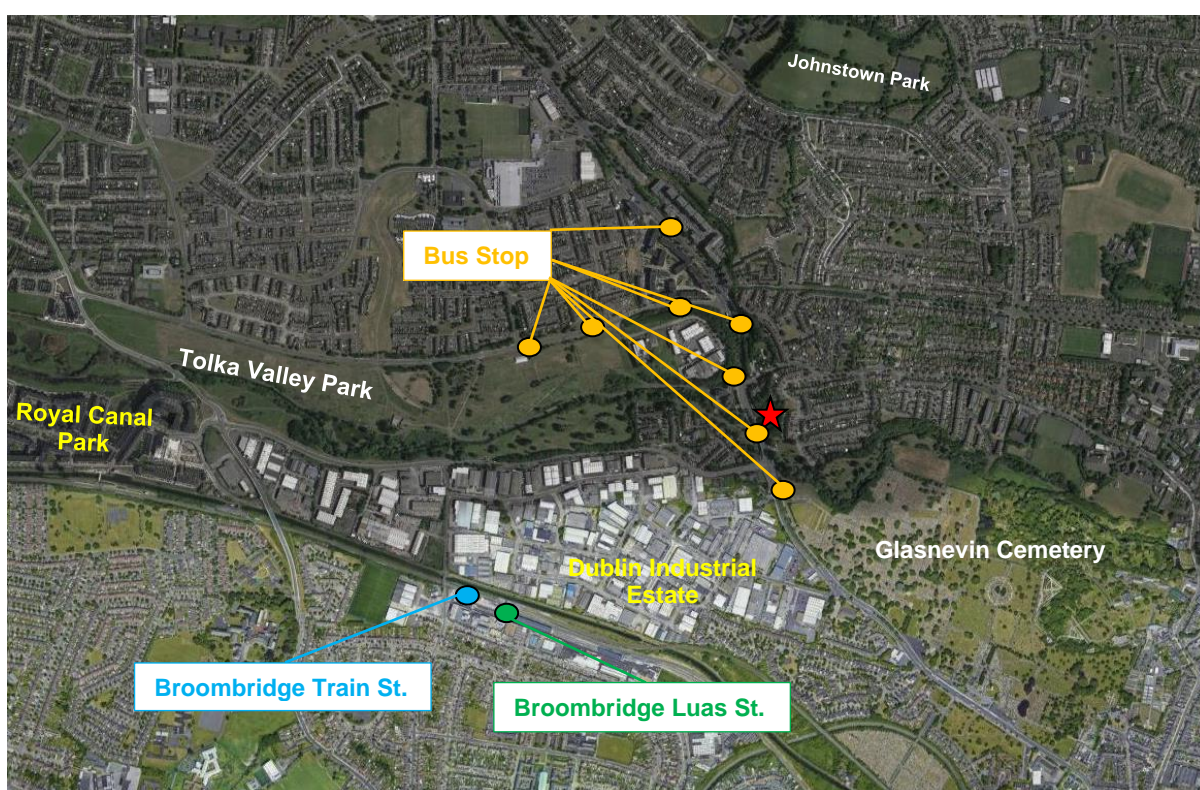 Johnstown Park
Bus Stop
Tolka Valley Park
Royal Canal
Park
Glasnevin Cemetery
Dublin Industrial
Estate
Broombridge Train St.
Broombridge Luas St.